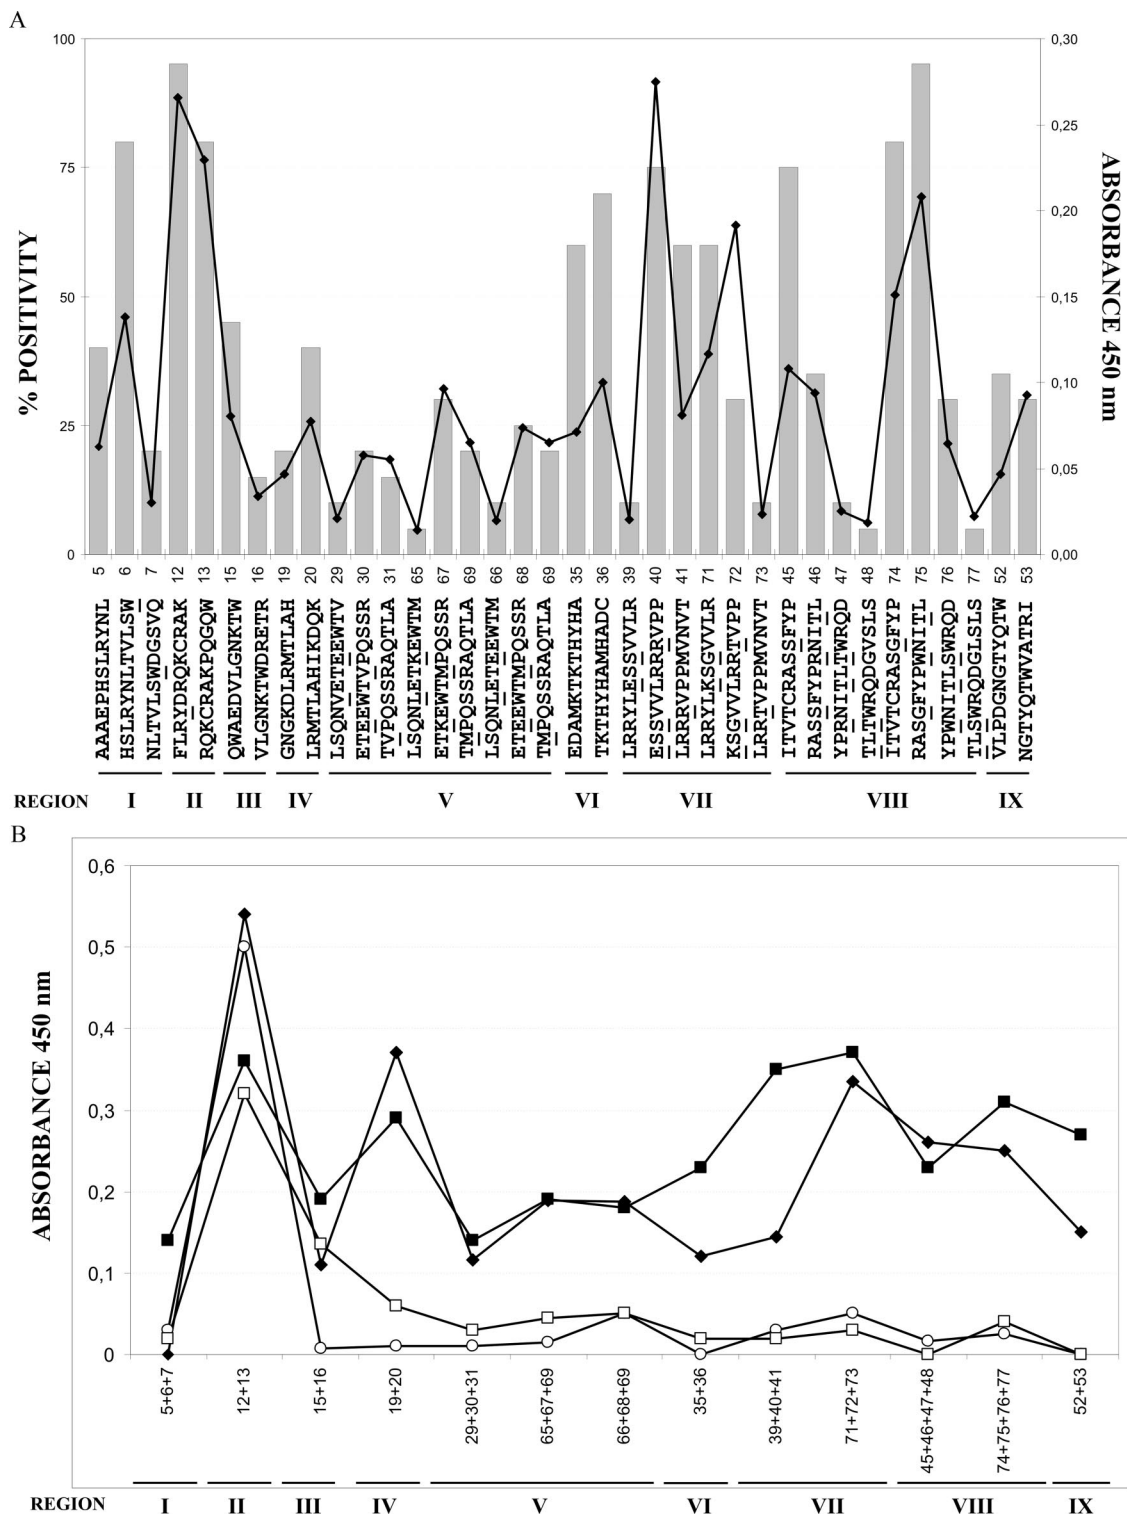 A
100
75
50
25
0
% POSITIVITY
0,30
0,25
0,20
0,15
0,10
0,05
0,00
ABSORBANCE 450 nm
5 6 7 12 13 15 16 19 20 29 30 31 65 67 69 66 68 69 35 36 39 40 41 71 72 73 45 46 47 48 74 75 76 77 52 53
AAAEPHSLRYNL
HSLRYNLTVLSW
NLTVLSWDGSVQ
FLRYDRQKCRAK
RQKCRAKPQGQW
QWAEDVLGNKTW
VLGNKTWDRETR
GNGKDLRMTLAH
LRMTLAHIKDQK
LSQNVETEEWTV
ETEEWTVPQSSR
TVPQSSRAQTLA
LSQNLETKEWTM
ETKEWTMPQSSR
TMPQSSRAQTLA
LSQNLETEEWTM
ETEEWTMPQSSR
TMPQSSRAQTLA
EDAMKTKTHYHA
TKTHYHAMHADC
LRRYLESSVVLR
ESSVVLRRRVPP
LRRRVPPMVNVT
LRRYLKSGVVLR
KSGVVLRRTVPP
LRRTVPPMVNVT
ITVTCRASSFYP
RASSFYPRNITL
YPRNITLTWRQD
TLTWRQDGVSLS
ITVTCRASGFYP
RASGFYPWNITL
YPWNITLSWRQD
TLSWRQDGLSLS
VLPDGNGTYQTW
NGTYQTWVATRI
REGION I II III IV V VI VII VIII IX
B
0,6
0,5
0,4
0,3
0,2
0,1
0
ABSORBANCE 450 nm
5+6+7
12+13
15+16
19+20
29+30+31
65+67+69
66+68+69
35+36
39+40+41
71+72+73
45+46+47+48
74+75+76+77
52+53
REGION I II III IV V VI VII VIII IX